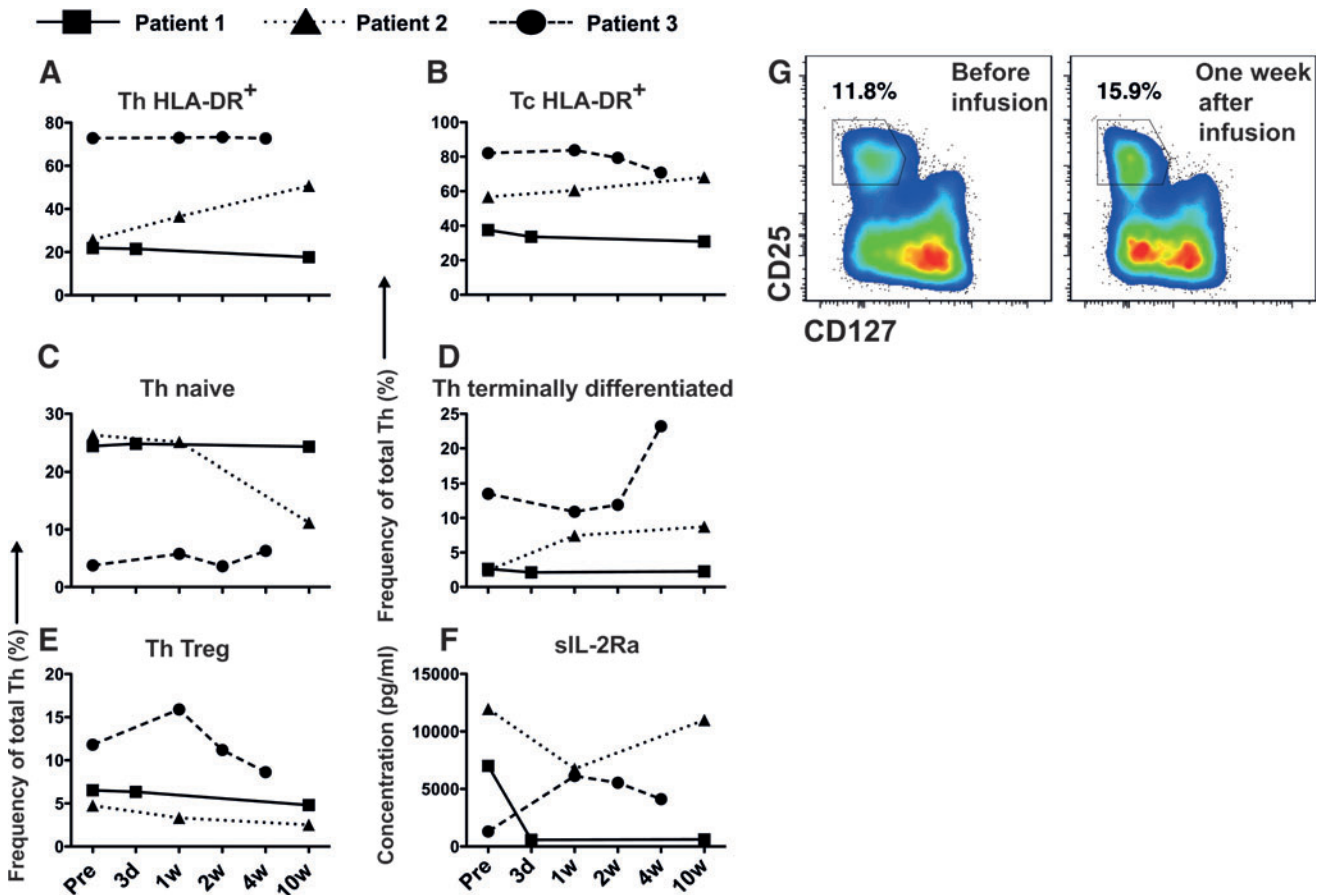 Patient 1 Patient 2 Patient 3
A
Th HLA-DR+
80
60
40
20
0
B
Tc HLA-DR+
100
80
60
40
20
0
G
11.8%
Before
infusion
15.9%
One week
after
infusion
CD25
CD127
C
Th naive
30
20
10
0
D
Th terminally differentiated
25
20
15
10
5
0
Frequency of total Th (%)
E
Th Treg
20
15
10
5
0
Pre 3d 1w 2w 4w 10w
Frequency of total Th (%)
F
sIL-2Ra
15000
10000
5000
0
Pre 3d 1w 2w 4w 10w
Concentration (pg/ml)